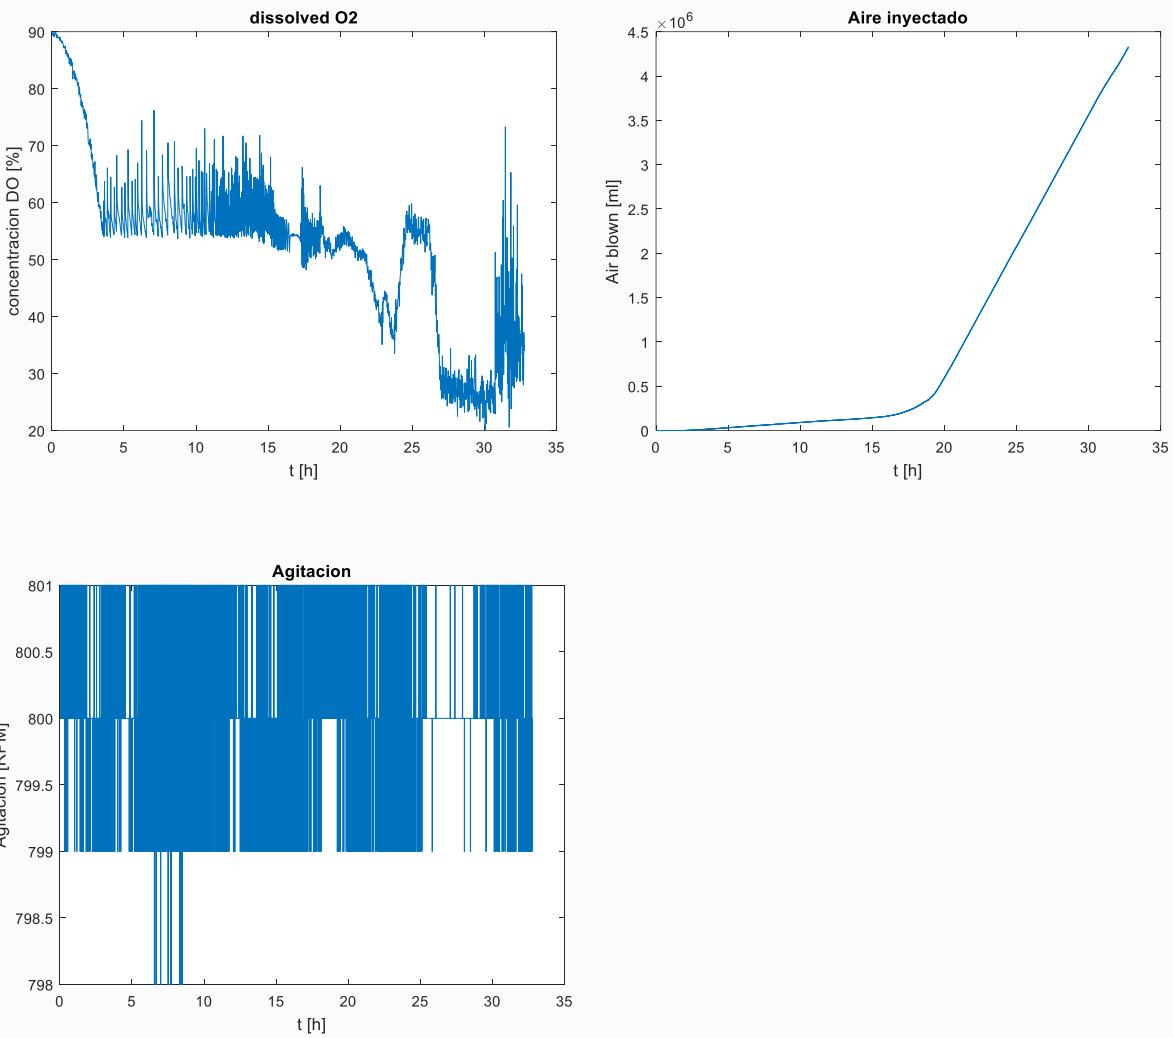 dissolved O2
concentracion DO [%]
90
80
70
60
50
40
30
20
0 5 10 15 20 25 30 35
t [h]
Aire inyectado
×10^6
Air blown [ml]
4.5
4
3.5
3
2.5
2
1.5
1
0.5
0
0 5 10 15 20 25 30 35
t [h]
Agitacion
Agitacion [RPM]
801
800.5
800
799.5
799
798.5
798
0 5 10 15 20 25 30 35
t [h]